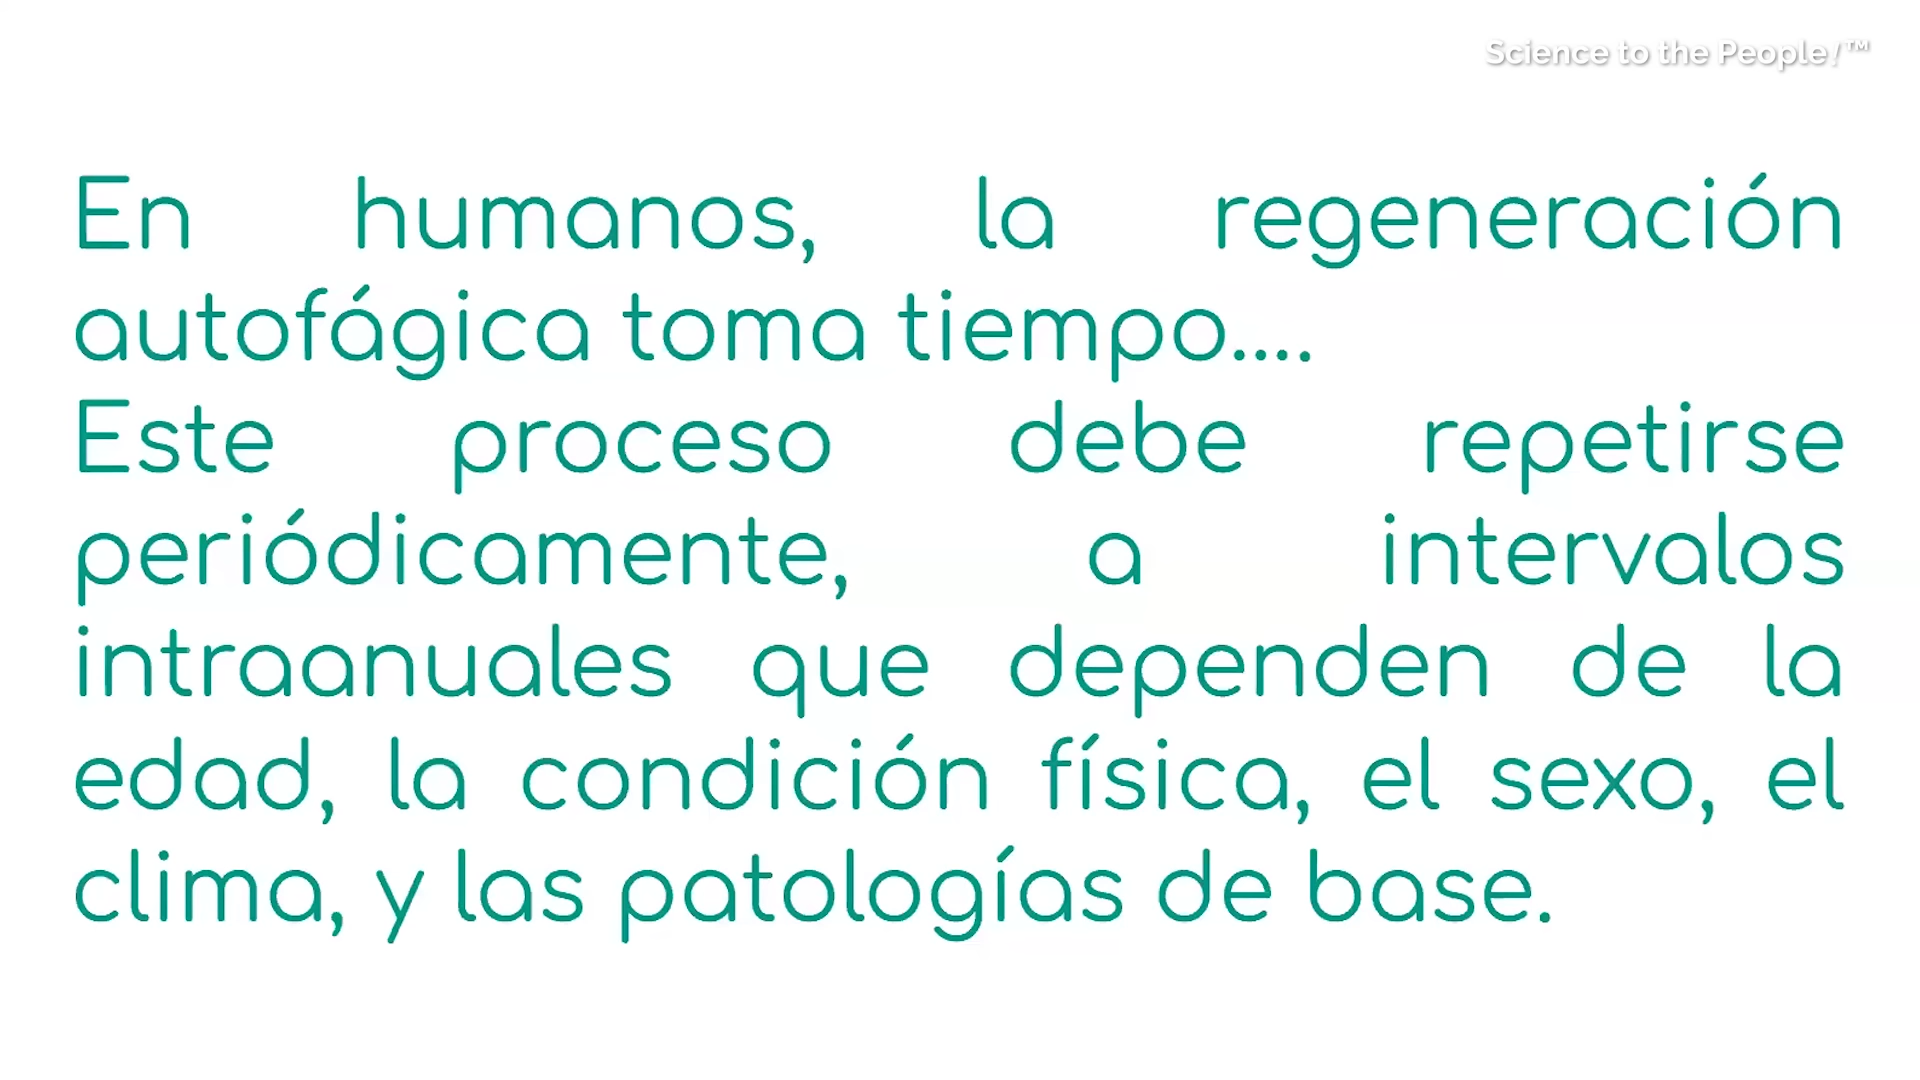 Science to the People!™
En humanos, la regeneración
autofágica toma tiempo....
Este proceso debe repetirse
periódicamente, a intervalos
intraanuales que dependen de la
edad, la condición física, el sexo, el
clima, y las patologías de base.